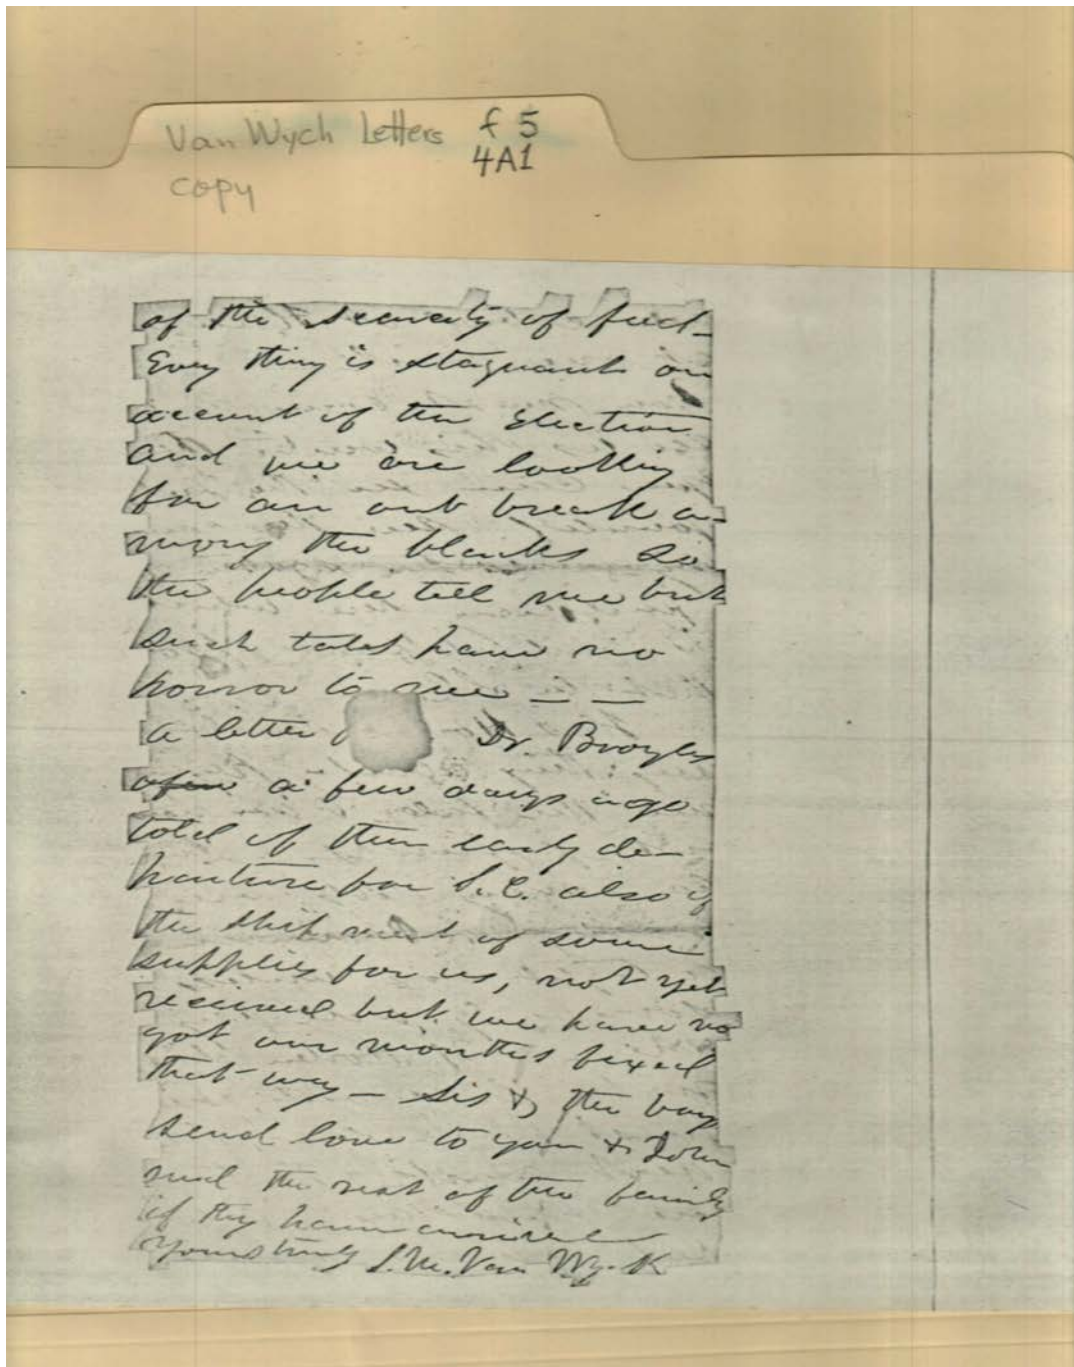 Van Wych Letters f 5
4A1
copy
of the scarcity of fuel
Every thing is stagnant on
account of the Election
and we are looking
for an out break a-
mong the blacks so
the people tell me but
such tales have no
horror to me — —
a letter Dr. Broyles
a few days ago
told of their early de-
parture for S.C. also of
the shipment of some
supplies for us, not yet
received but we have no
got our mouths fixed
that way — Sis & the boys
send love to you & John
and the rest of the family
if they have arrived
Yours truly S.M. Van Wyck